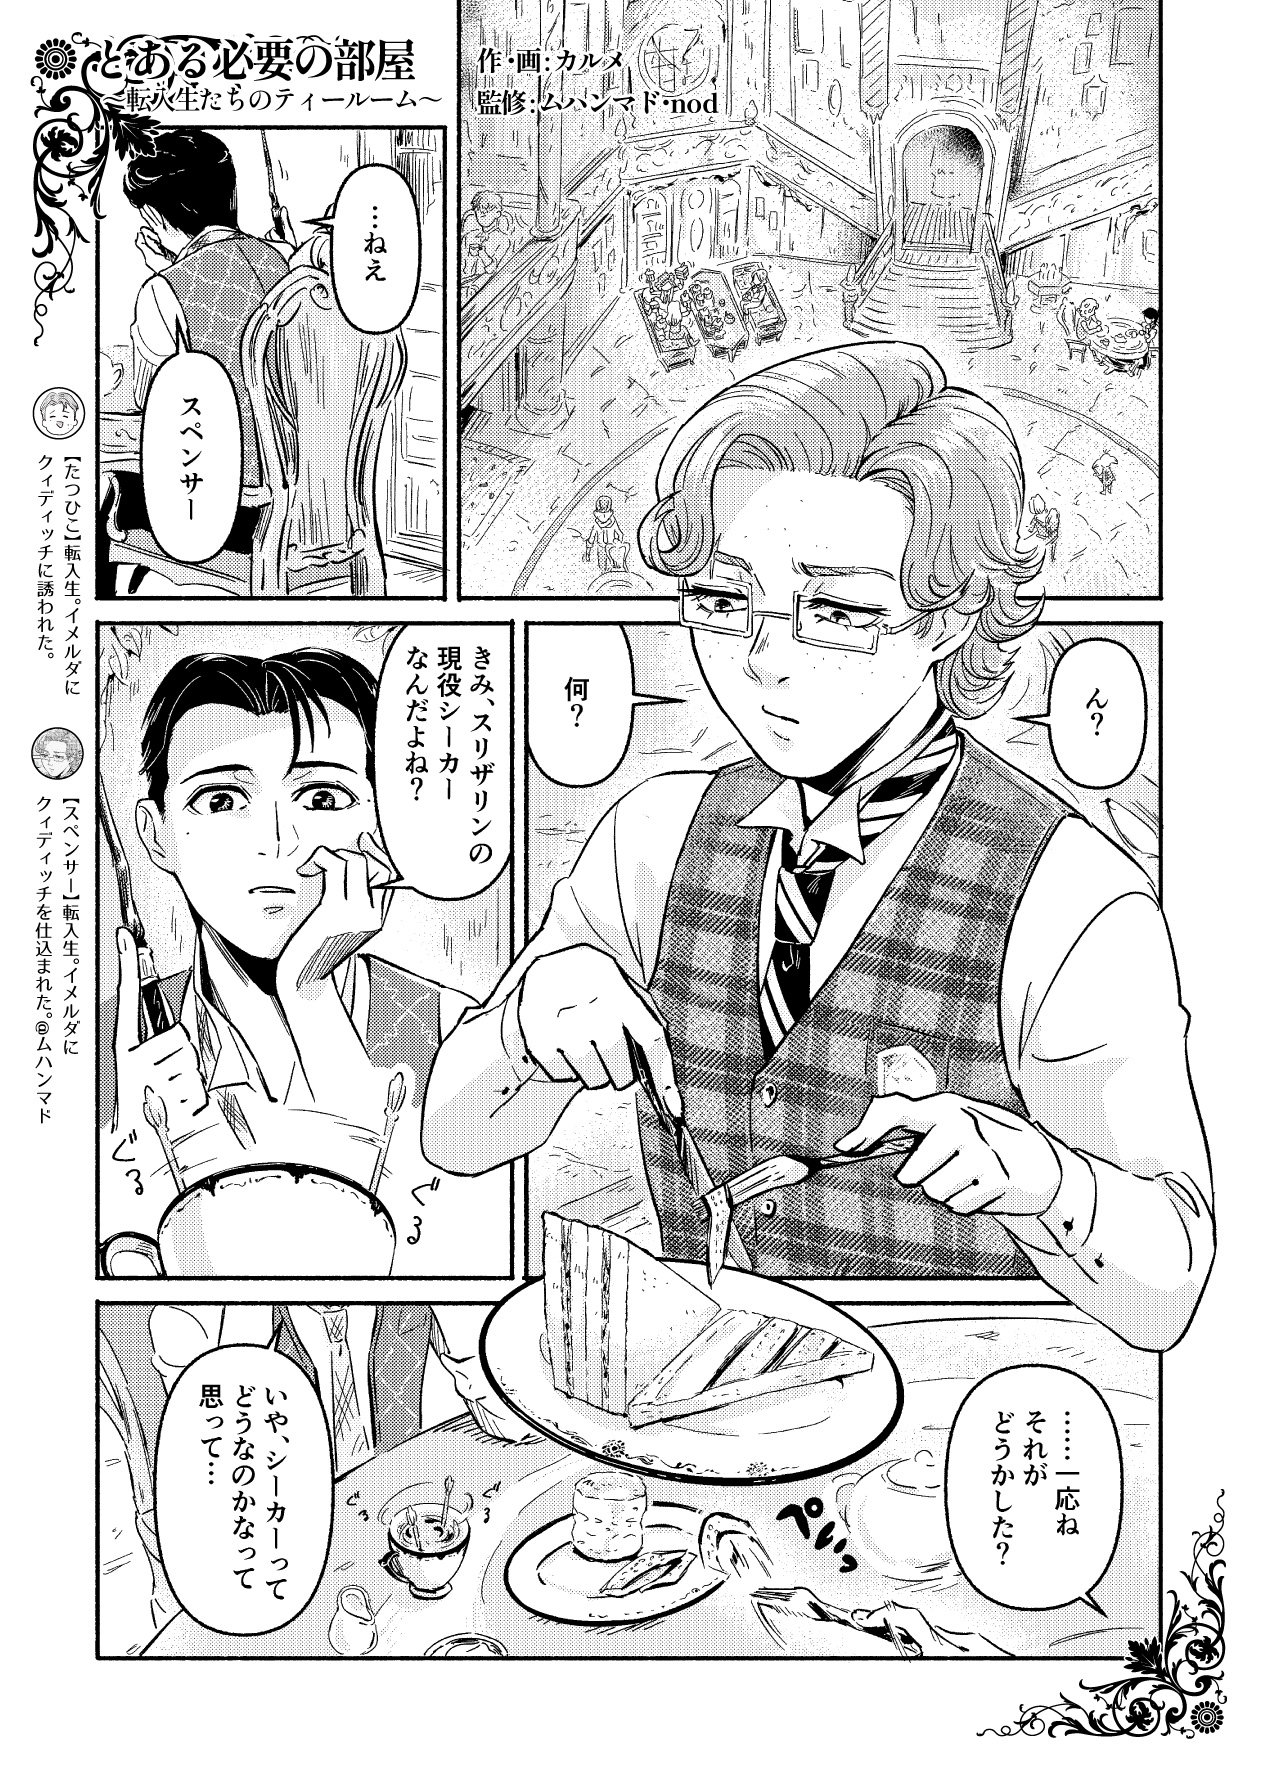 とある必要の部屋
～転入生たちのティールーム～
作・画：カルメ
監修：ムハンマド・nod
…ねえ
スペンサー
【たつひこ】転入生。イメルダに
クィディッチに誘われた。
【スペンサー】転入生。イメルダに
クィディッチを仕込まれた。@ムハンマド
ん？
何？
きみ、スリザリンの
現役シーカー
なんだよね？
ぐる
ぐる
……一応ね
それが
どうかした？
ぺいっ
いや、シーカーって
どうなのかなって
思って…
ぐる
ぐる